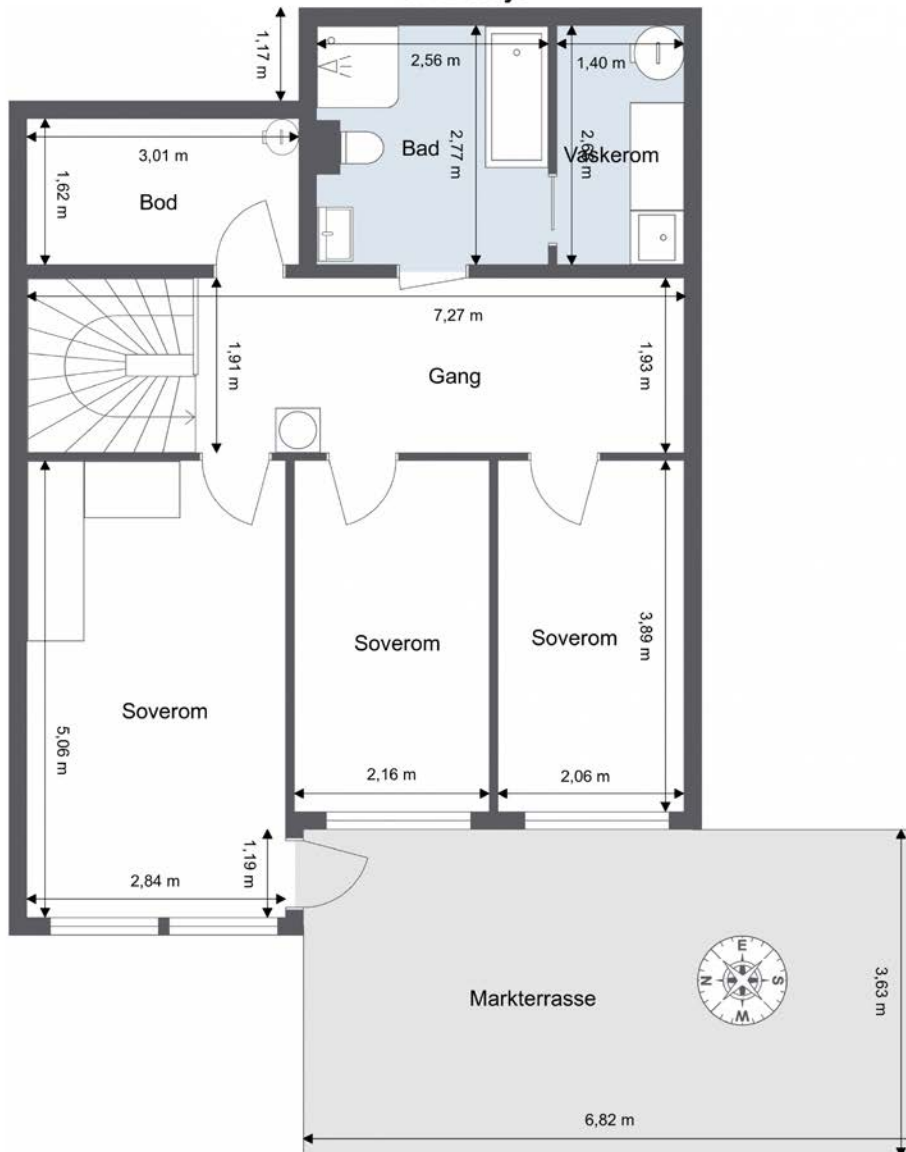 1,17 m
2,56 m
1,40 m
Bad
2,77 m
Vaskerom
3,01 m
1,62 m
Bod
7,27 m
1,91 m
Gang
1,93 m
Soverom
5,06 m
2,84 m
1,19 m
Soverom
2,16 m
Soverom
3,89 m
2,06 m
Markterrasse
E
N
S
W
3,63 m
6,82 m